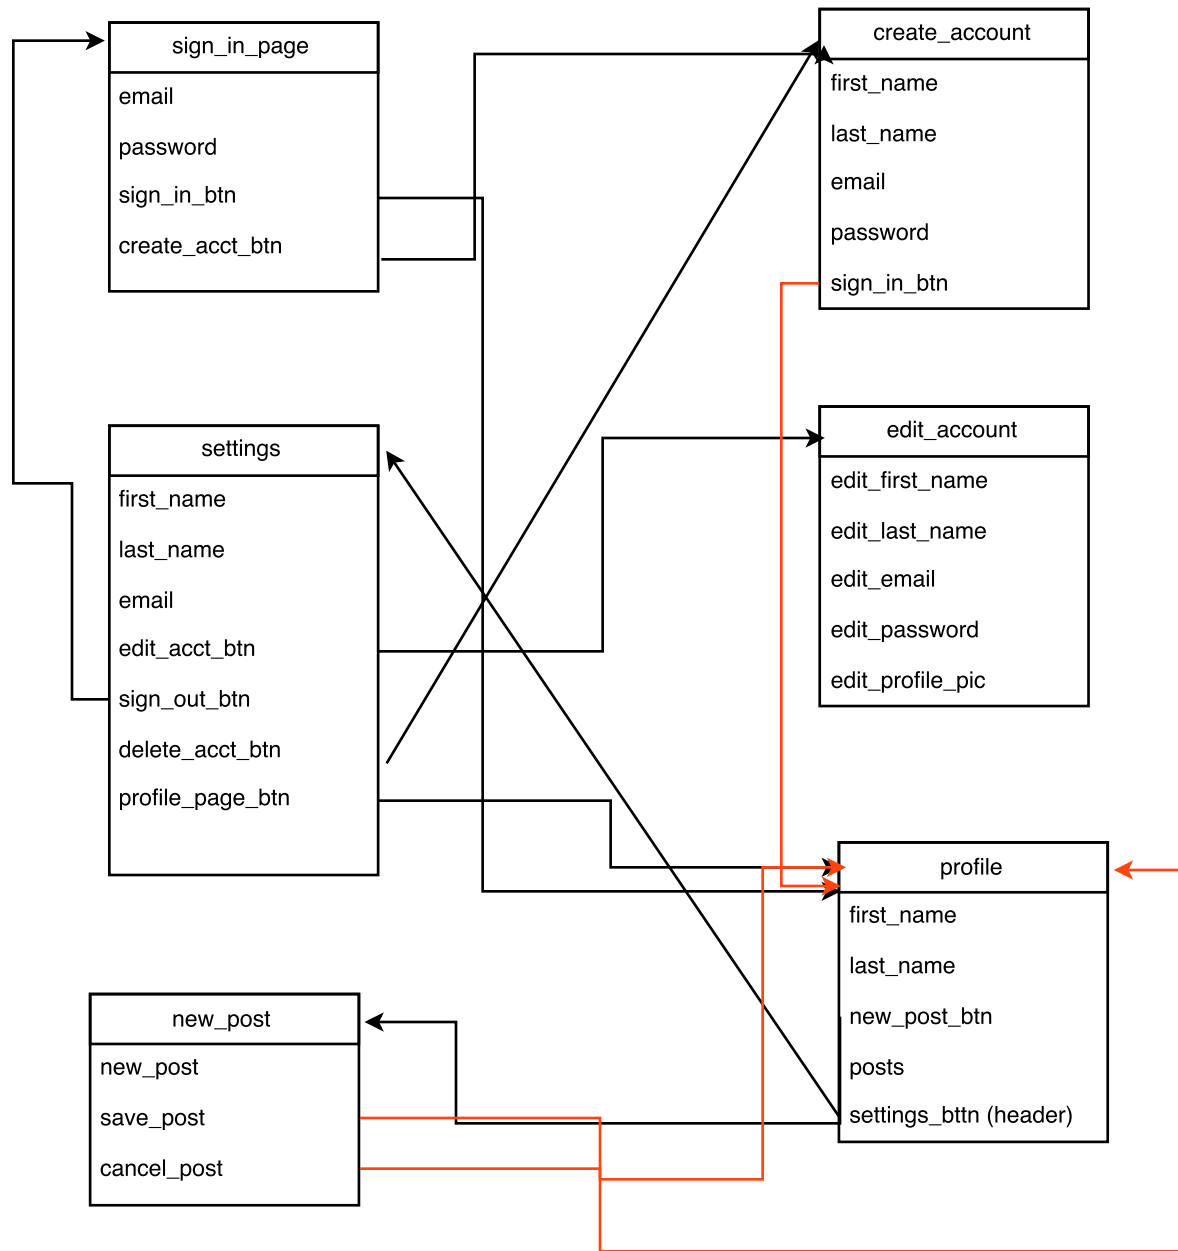 sign_in_page
email
password
sign_in_btn
create_acct_btn
create_account
first_name
last_name
email
password
sign_in_btn
settings
first_name
last_name
email
edit_acct_btn
sign_out_btn
delete_acct_btn
profile_page_btn
edit_account
edit_first_name
edit_last_name
edit_email
edit_password
edit_profile_pic
profile
first_name
last_name
new_post_btn
posts
settings_bttn (header)
new_post
new_post
save_post
cancel_post